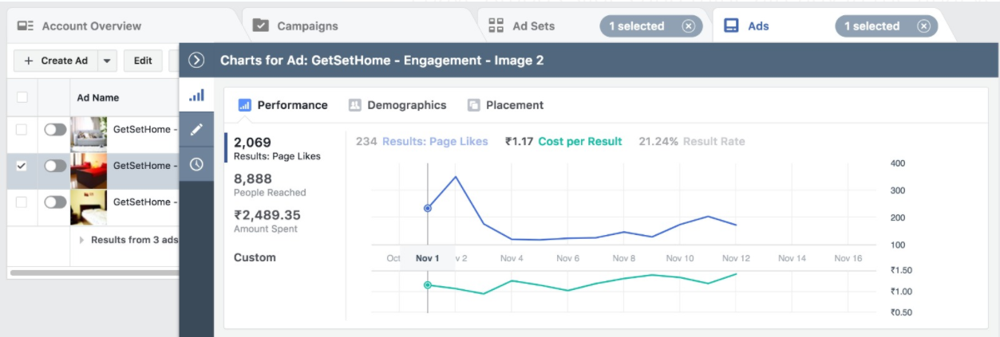 Account Overview
Campaigns
Ad Sets
1 selected
Ads
1 selected
+ Create Ad
Edit
Charts for Ad: GetSetHome - Engagement - Image 2
Ad Name
GetSetHome -
GetSetHome -
GetSetHome -
Results from 3 ads
Performance
Demographics
Placement
2,069
Results: Page Likes
8,888
People Reached
₹2,489.35
Amount Spent
Custom
234 Results: Page Likes ₹1.17 Cost per Result 21.24% Result Rate
400
300
200
100
Oct Nov 1 v 2 Nov 4 Nov 6 Nov 8 Nov 10 Nov 12 Nov 14 Nov 16
₹1.50
₹1.00
₹0.50